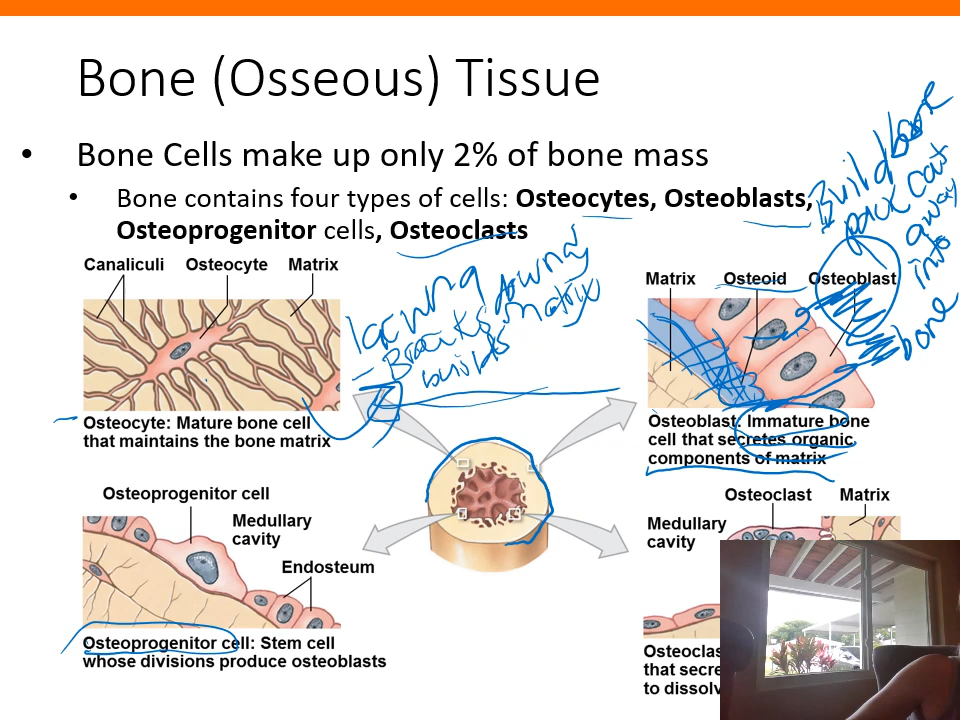 Bone (Osseous) Tissue
• Bone Cells make up only 2% of bone mass
• Bone contains four types of cells: Osteocytes, Osteoblasts,
Osteoprogenitor cells, Osteoclasts
Build bone
away
into
bone
Canaliculi Osteocyte Matrix
lacuna
- Breaks down
matrix
Osteocyte: Mature bone cell
that maintains the bone matrix
Matrix Osteoid Osteoblast
Osteoblast: Immature bone
cell that secretes organic
components of matrix
Osteoprogenitor cell
Medullary
cavity
Endosteum
Osteoprogenitor cell: Stem cell
whose divisions produce osteoblasts
Osteoclast Matrix
Medullary
cavity
Osteoclas
that secre
to dissolv